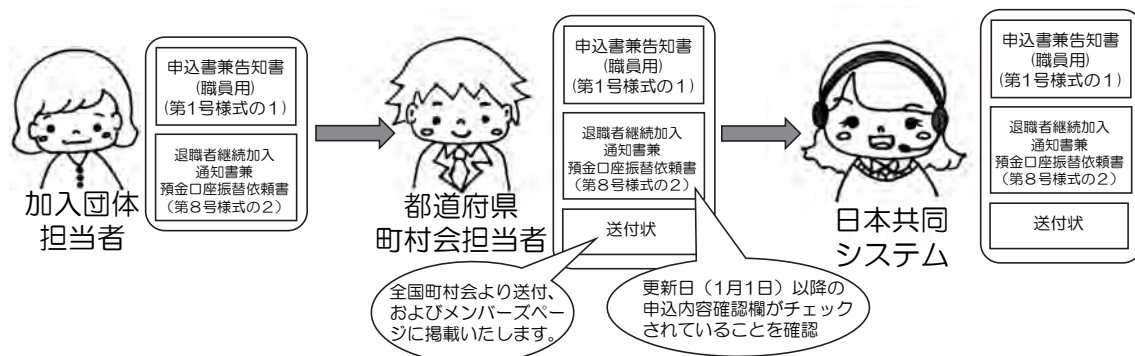 申込書兼告知書
(職員用)
(第1号様式の1)
退職者継続加入
通知書兼
預金口座振替依頼書
(第8号様式の2)
加入団体
担当者
申込書兼告知書
(職員用)
(第1号様式の1)
退職者継続加入
通知書兼
預金口座振替依頼書
(第8号様式の2)
送付状
都道府県
町村会担当者
全国町村会より送付、
およびメンバーズペー
ジに掲載いたします。
更新日（1月1日）以降の
申込内容確認欄がチェック
されていることを確認
申込書兼告知書
(職員用)
(第1号様式の1)
退職者継続加入
通知書兼
預金口座振替依頼書
(第8号様式の2)
送付状
日本共同
システム